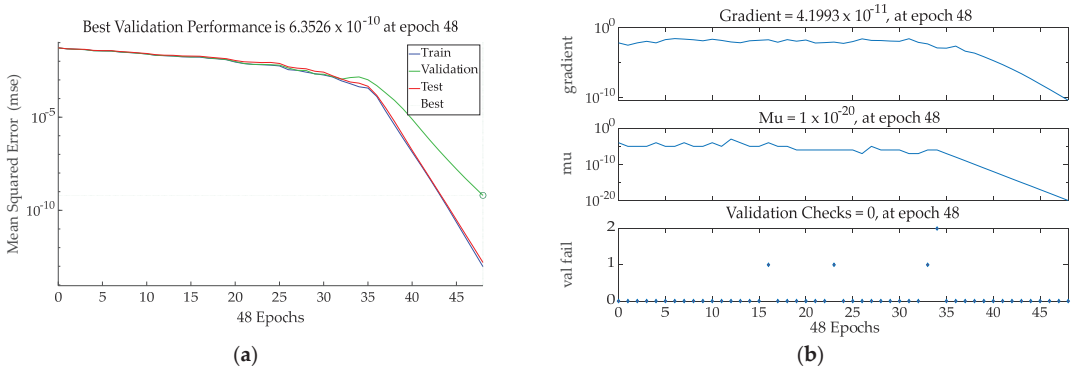 Best Validation Performance is 6.3526 x 10^-10 at epoch 48
Mean Squared Error (mse)
10^-5
10^-10
Train
Validation
Test
Best
0 5 10 15 20 25 30 35 40 45
48 Epochs
(a)
Gradient = 4.1993 x 10^-11, at epoch 48
gradient
10^0
10^-10
Mu = 1 x 10^-20, at epoch 48
mu
10^0
10^-10
10^-20
Validation Checks = 0, at epoch 48
val fail
2
1
0
0 5 10 15 20 25 30 35 40 45
48 Epochs
(b)